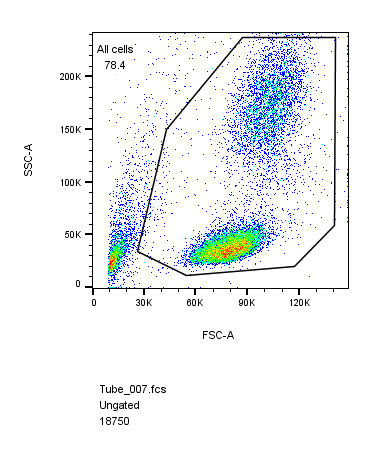 All cells
78.4
200K
150K
100K
50K
0
SSC-A
0 30K 60K 90K 120K
FSC-A
Tube_007.fcs
Ungated
18750